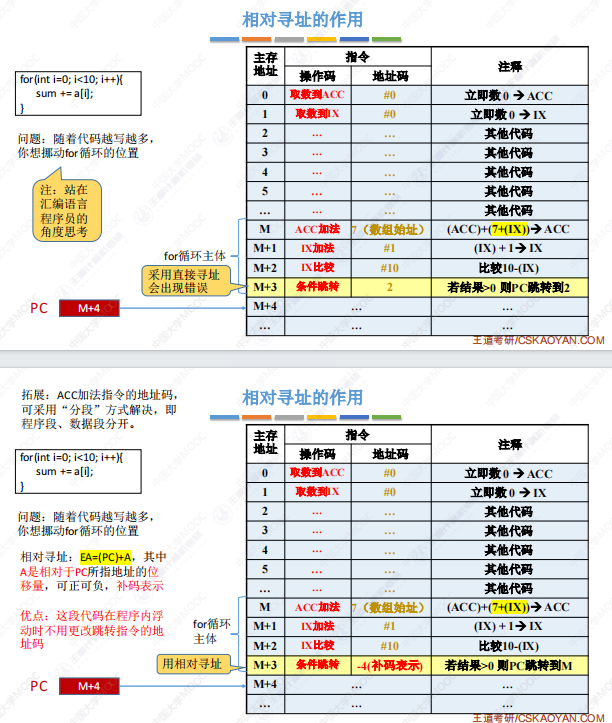 相对寻址的作用
for(int i=0; i<10; i++){
sum += a[i];
}
问题：随着代码越写越多，
你想挪动for循环的位置
注：站在
汇编语言
程序员的
角度思考
for循环主体
采用直接寻址
会出现错误
PC M+4
主存地址 指令 注释
操作码 地址码
0 取数到ACC #0 立即数 0 → ACC
1 取数到IX #0 立即数 0 → IX
2 … … 其他代码
3 … … 其他代码
4 … … 其他代码
5 … … 其他代码
… … … 其他代码
M ACC加法 7（数组始址） (ACC)+(7+(IX))→ACC
M+1 IX加法 #1 (IX) + 1→IX
M+2 IX比较 #10 比较10-(IX)
M+3 条件跳转 2 若结果>0 则PC跳转到2
M+4 … …
… … …
王道考研/CSKAOYAN.COM
拓展：ACC加法指令的地址码，
可采用“分段”方式解决，即
程序段、数据段分开。
相对寻址的作用
for(int i=0; i<10; i++){
sum += a[i];
}
问题：随着代码越写越多，
你想挪动for循环的位置
相对寻址：EA=(PC)+A，其中
A是相对于PC所指地址的位
移量，可正可负，补码表示
优点：这段代码在程序内浮
动时不用更改跳转指令的地
址码
for循环
主体
用相对寻址
PC M+4
主存地址 指令 注释
操作码 地址码
0 取数到ACC #0 立即数 0 → ACC
1 取数到IX #0 立即数 0 → IX
2 … … 其他代码
3 … … 其他代码
4 … … 其他代码
5 … … 其他代码
… … … 其他代码
M ACC加法 7（数组始址） (ACC)+(7+(IX))→ACC
M+1 IX加法 #1 (IX) + 1→IX
M+2 IX比较 #10 比较10-(IX)
M+3 条件跳转 -4(补码表示) 若结果>0 则PC跳转到M
M+4 … …
… … …
王道考研/CSKAOYAN.COM